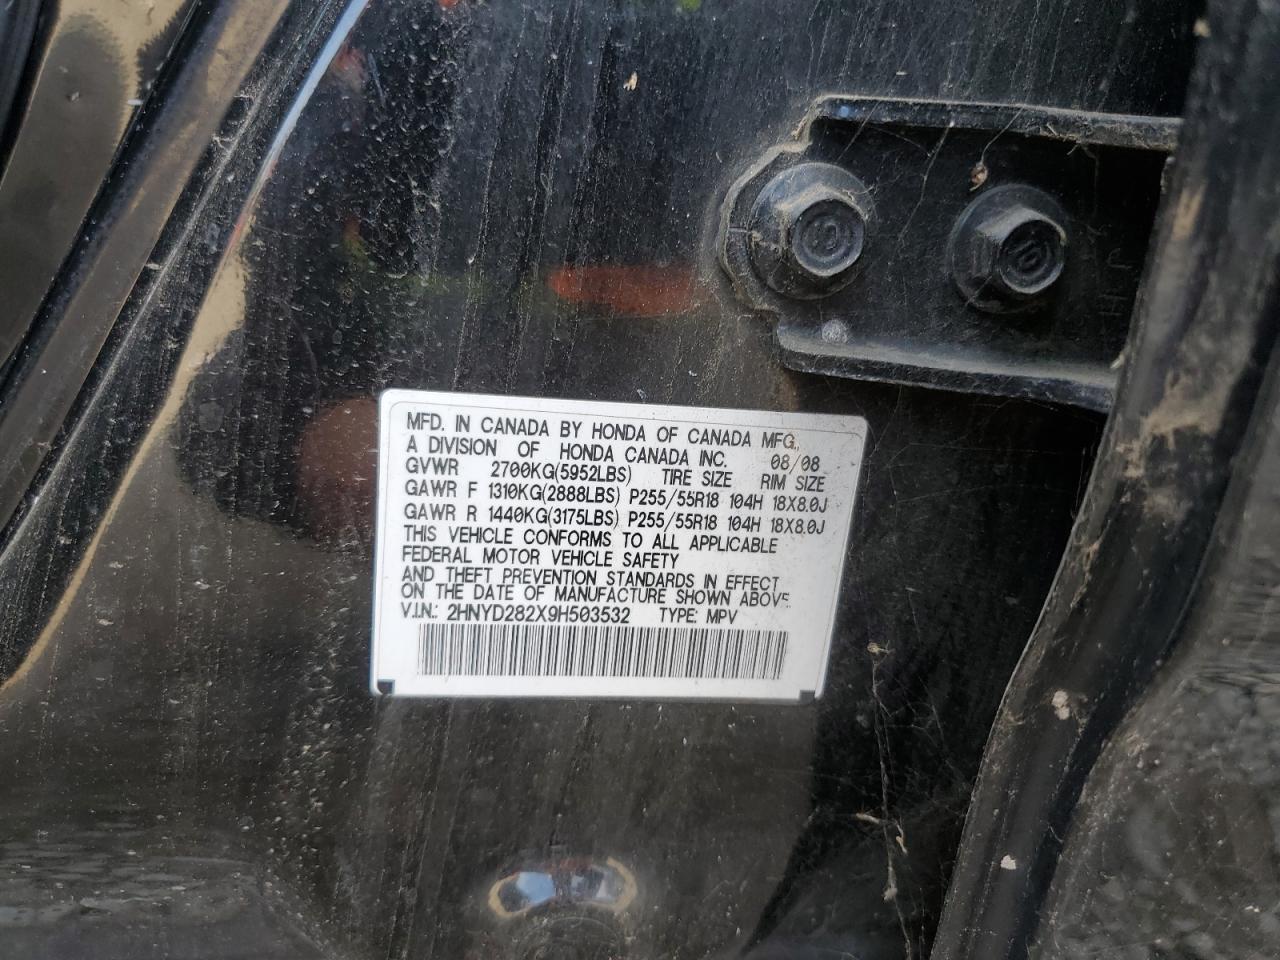 MFD. IN CANADA BY HONDA OF CANADA MFG.
A DIVISION OF HONDA CANADA INC. 08/08
GVWR 2700KG(5952LBS) TIRE SIZE RIM SIZE
GAWR F 1310KG(2888LBS) P255/55R18 104H 18X8.0J
GAWR R 1440KG(3175LBS) P255/55R18 104H 18X8.0J
THIS VEHICLE CONFORMS TO ALL APPLICABLE
FEDERAL MOTOR VEHICLE SAFETY
AND THEFT PREVENTION STANDARDS IN EFFECT
ON THE DATE OF MANUFACTURE SHOWN ABOVE
V.I.N.: 2HNYD282X9H503532 TYPE: MPV